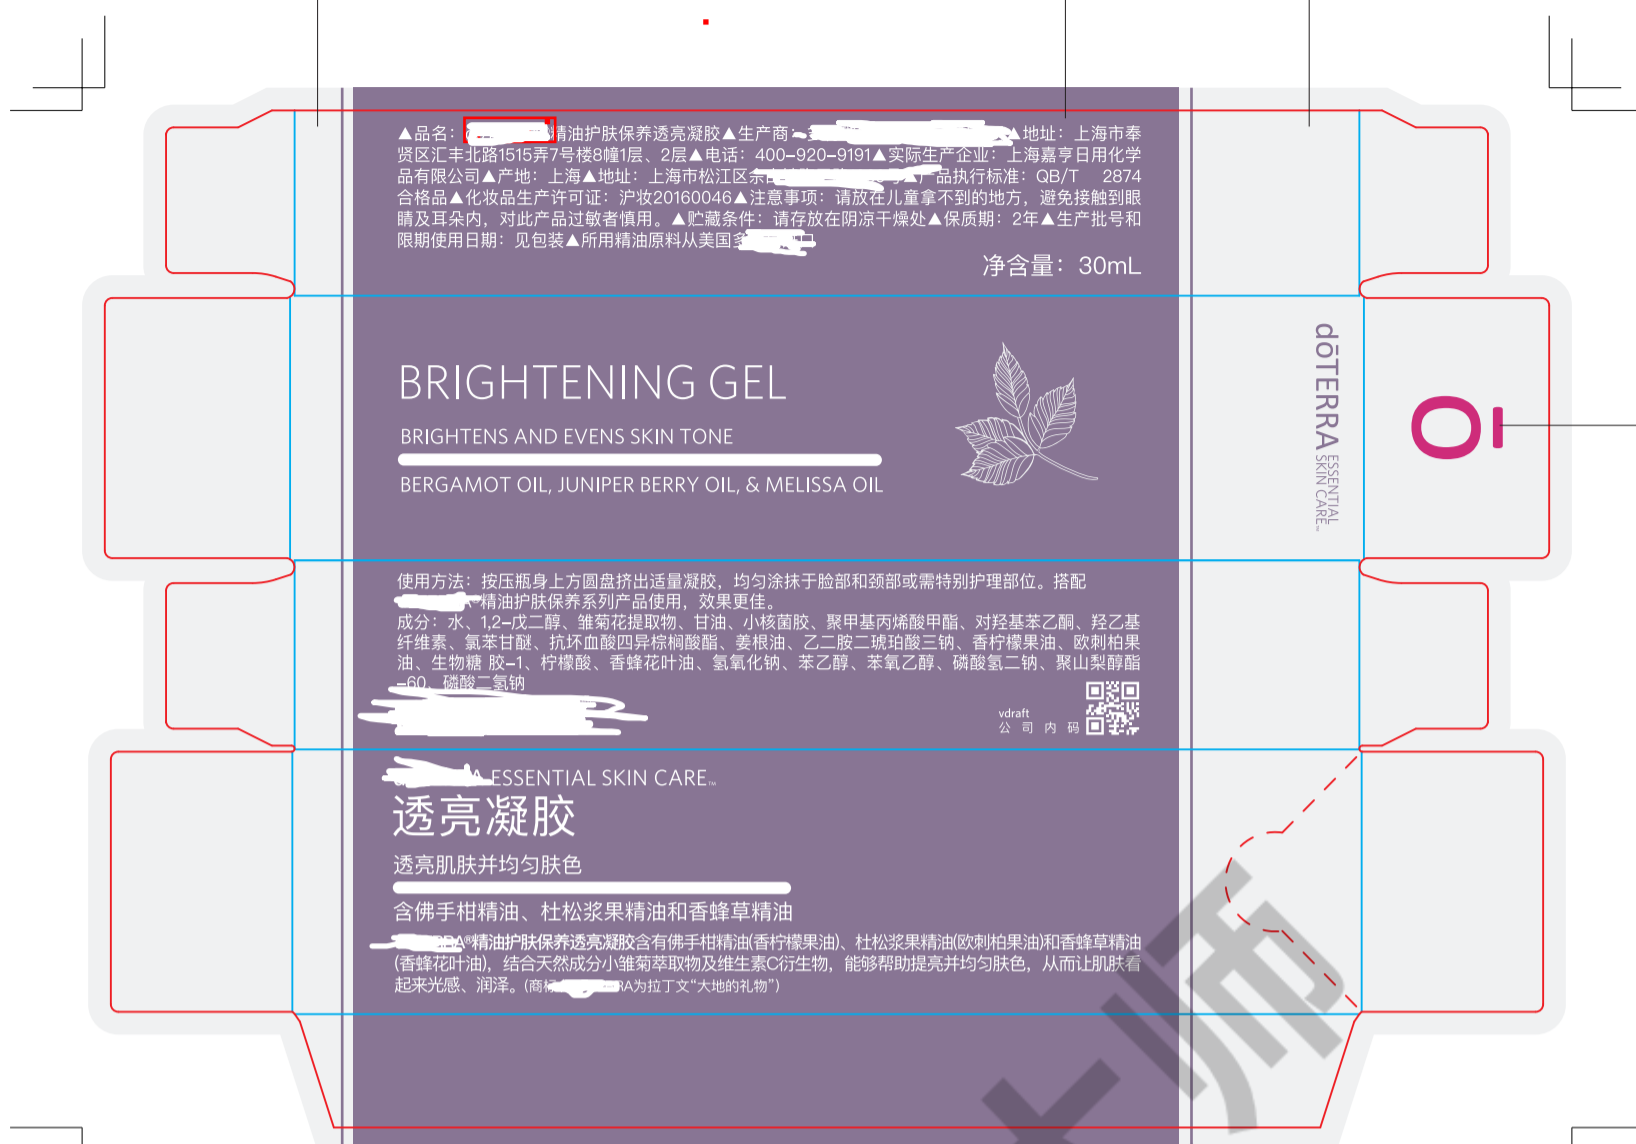 ▲品名：精油护肤保养透亮凝胶▲生产商：▲地址：上海市奉
贤区汇丰北路1515弄7号楼8幢1层、2层▲电话：400-920-9191▲实际生产企业：上海嘉亨日用化学
品有限公司▲产地：上海▲地址：上海市松江区佘产品执行标准：QB/T 2874
合格品▲化妆品生产许可证：沪妆20160046▲注意事项：请放在儿童拿不到的地方，避免接触到眼
睛及耳朵内，对此产品过敏者慎用。▲贮藏条件：请存放在阴凉干燥处▲保质期：2年▲生产批号和
限期使用日期：见包装▲所用精油原料从美国
净含量：30mL
BRIGHTENING GEL
BRIGHTENS AND EVENS SKIN TONE
BERGAMOT OIL, JUNIPER BERRY OIL, & MELISSA OIL
dōTERRA
ESSENTIAL
SKIN CARE™
Ō
使用方法：按压瓶身上方圆盘挤出适量凝胶，均匀涂抹于脸部和颈部或需特别护理部位。搭配
®精油护肤保养系列产品使用，效果更佳。
成分：水、1,2-戊二醇、雏菊花提取物、甘油、小核菌胶、聚甲基丙烯酸甲酯、对羟基苯乙酮、羟乙基
纤维素、氯苯甘醚、抗坏血酸四异棕榈酸酯、姜根油、乙二胺二琥珀酸三钠、香柠檬果油、欧刺柏果
油、生物糖 胶-1、柠檬酸、香蜂花叶油、氢氧化钠、苯乙醇、苯氧乙醇、磷酸氢二钠、聚山梨醇酯
-60、磷酸二氢钠
vdraft
公司内码
A ESSENTIAL SKIN CARE™
透亮凝胶
透亮肌肤并均匀肤色
含佛手柑精油、杜松浆果精油和香蜂草精油
RA®精油护肤保养透亮凝胶含有佛手柑精油(香柠檬果油)、杜松浆果精油(欧刺柏果油)和香蜂草精油
(香蜂花叶油)，结合天然成分小雏菊萃取物及维生素C衍生物，能够帮助提亮并均匀肤色，从而让肌肤看
起来光感、润泽。(商标RA为拉丁文“大地的礼物”)
师